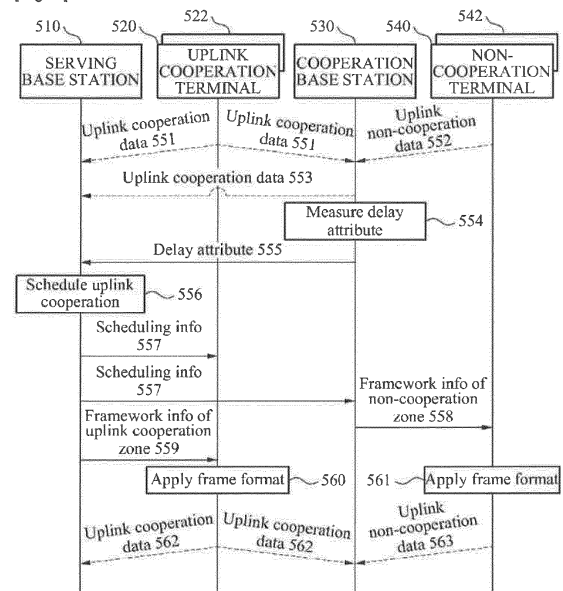 510
520
522
530
540
542
SERVING
BASE STATION
UPLINK
COOPERATION
TERMINAL
COOPERATION
BASE STATION
NON-
COOPERATION
TERMINAL
Uplink cooperation
data 551
Uplink cooperation
data 551
Uplink
non-cooperation
data 552
Uplink cooperation data 553
Measure delay
attribute
554
Delay attribute 555
Schedule uplink
cooperation
556
Scheduling info
557
Scheduling info
557
Framework info of
non-cooperation
zone 558
Framework info of
uplink cooperation
zone 559
Apply frame format
560
561
Apply frame format
Uplink cooperation
data 562
Uplink cooperation
data 562
Uplink
non-cooperation
data 563